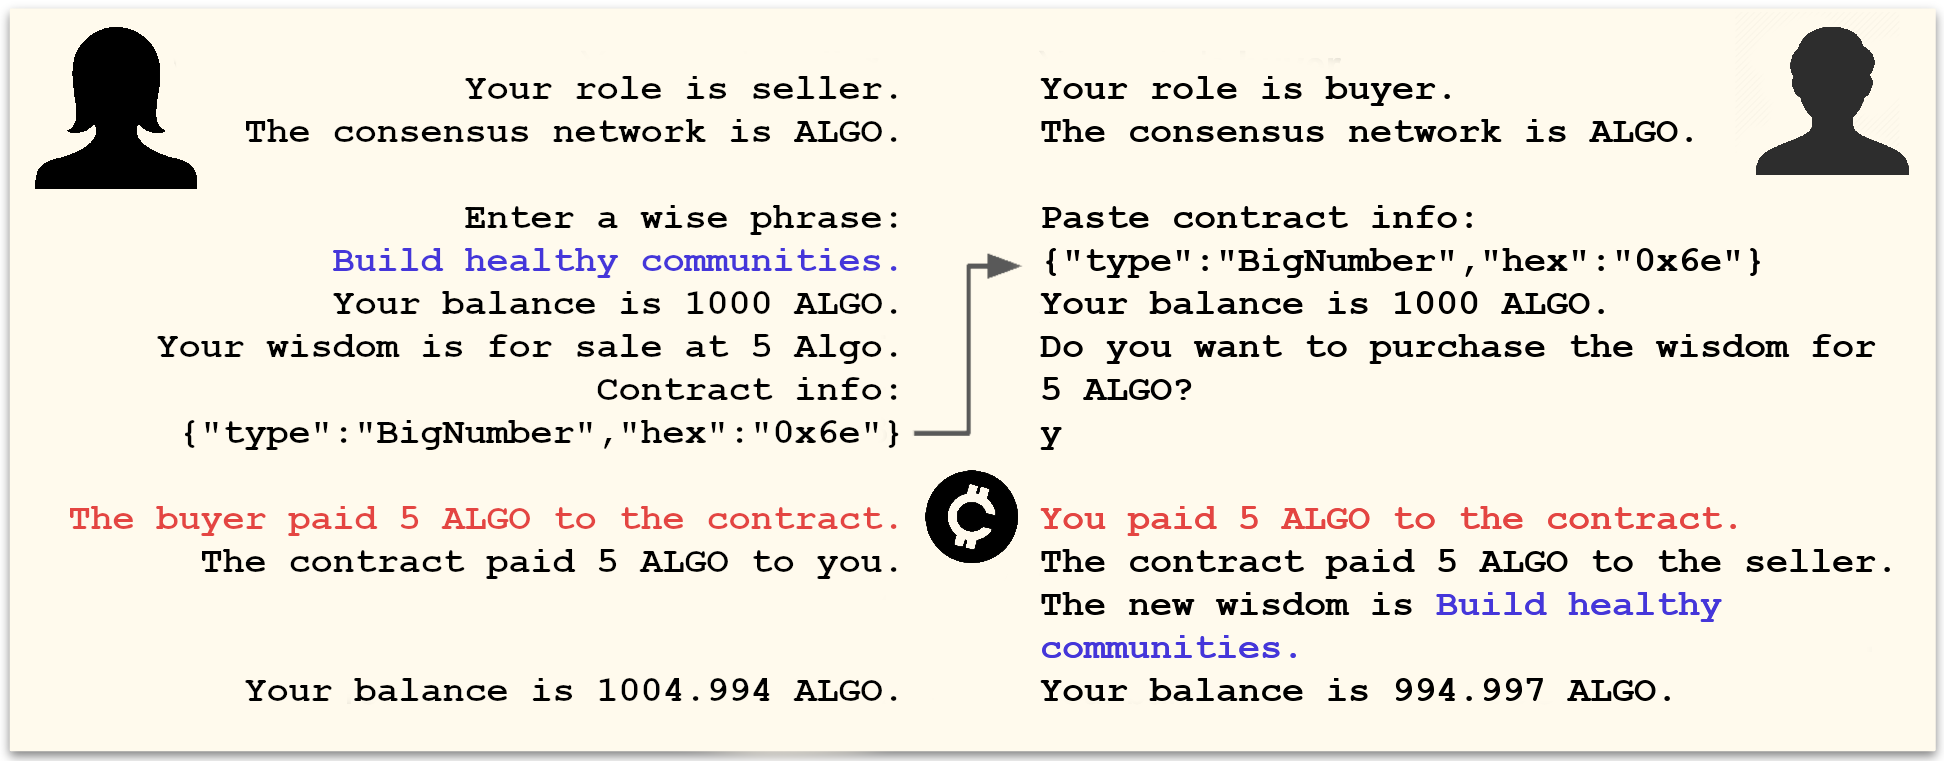 Your role is seller.
The consensus network is ALGO.
Enter a wise phrase:
Build healthy communities.
Your balance is 1000 ALGO.
Your wisdom is for sale at 5 Algo.
Contract info:
{"type":"BigNumber","hex":"0x6e"}
The buyer paid 5 ALGO to the contract.
The contract paid 5 ALGO to you.
Your balance is 1004.994 ALGO.
Your role is buyer.
The consensus network is ALGO.
Paste contract info:
{"type":"BigNumber","hex":"0x6e"}
Your balance is 1000 ALGO.
Do you want to purchase the wisdom for
5 ALGO?
y
You paid 5 ALGO to the contract.
The contract paid 5 ALGO to the seller.
The new wisdom is Build healthy
communities.
Your balance is 994.997 ALGO.